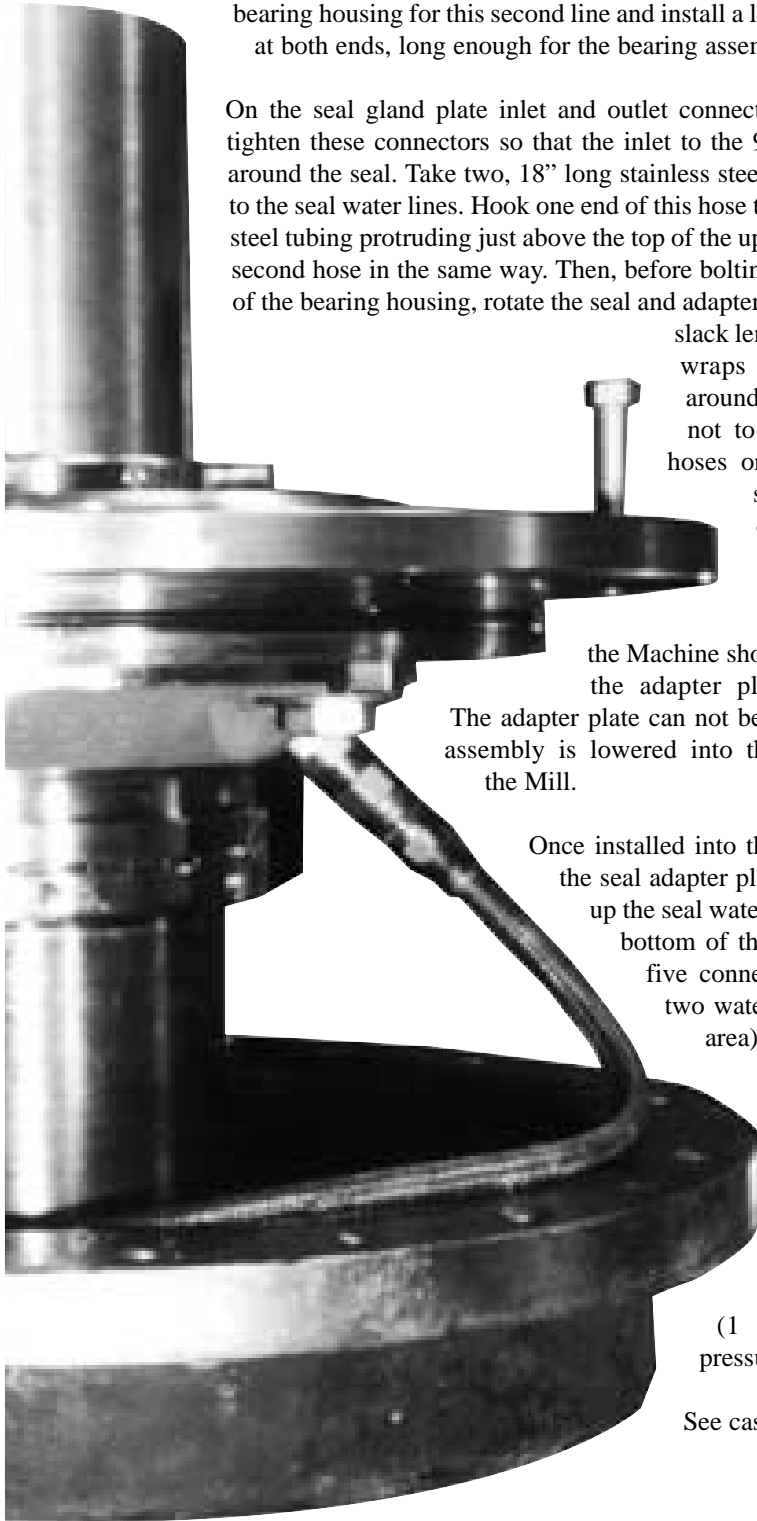 bearing housing for this second line and install a l
at both ends, long enough for the bearing asser
On the seal gland plate inlet and outlet connect
tighten these connectors so that the inlet to the 9
around the seal. Take two, 18” long stainless stee
to the seal water lines. Hook one end of this hose t
steel tubing protruding just above the top of the up
second hose in the same way. Then, before boltin
of the bearing housing, rotate the seal and adapter
slack ler
wraps
around
not to
hoses or
s
the Machine sho
the adapter pl
The adapter plate can not be
assembly is lowered into th
the Mill.
Once installed into th
the seal adapter pl
up the seal wate
bottom of th
five conne
two wate
area)
(1
pressu
See cas